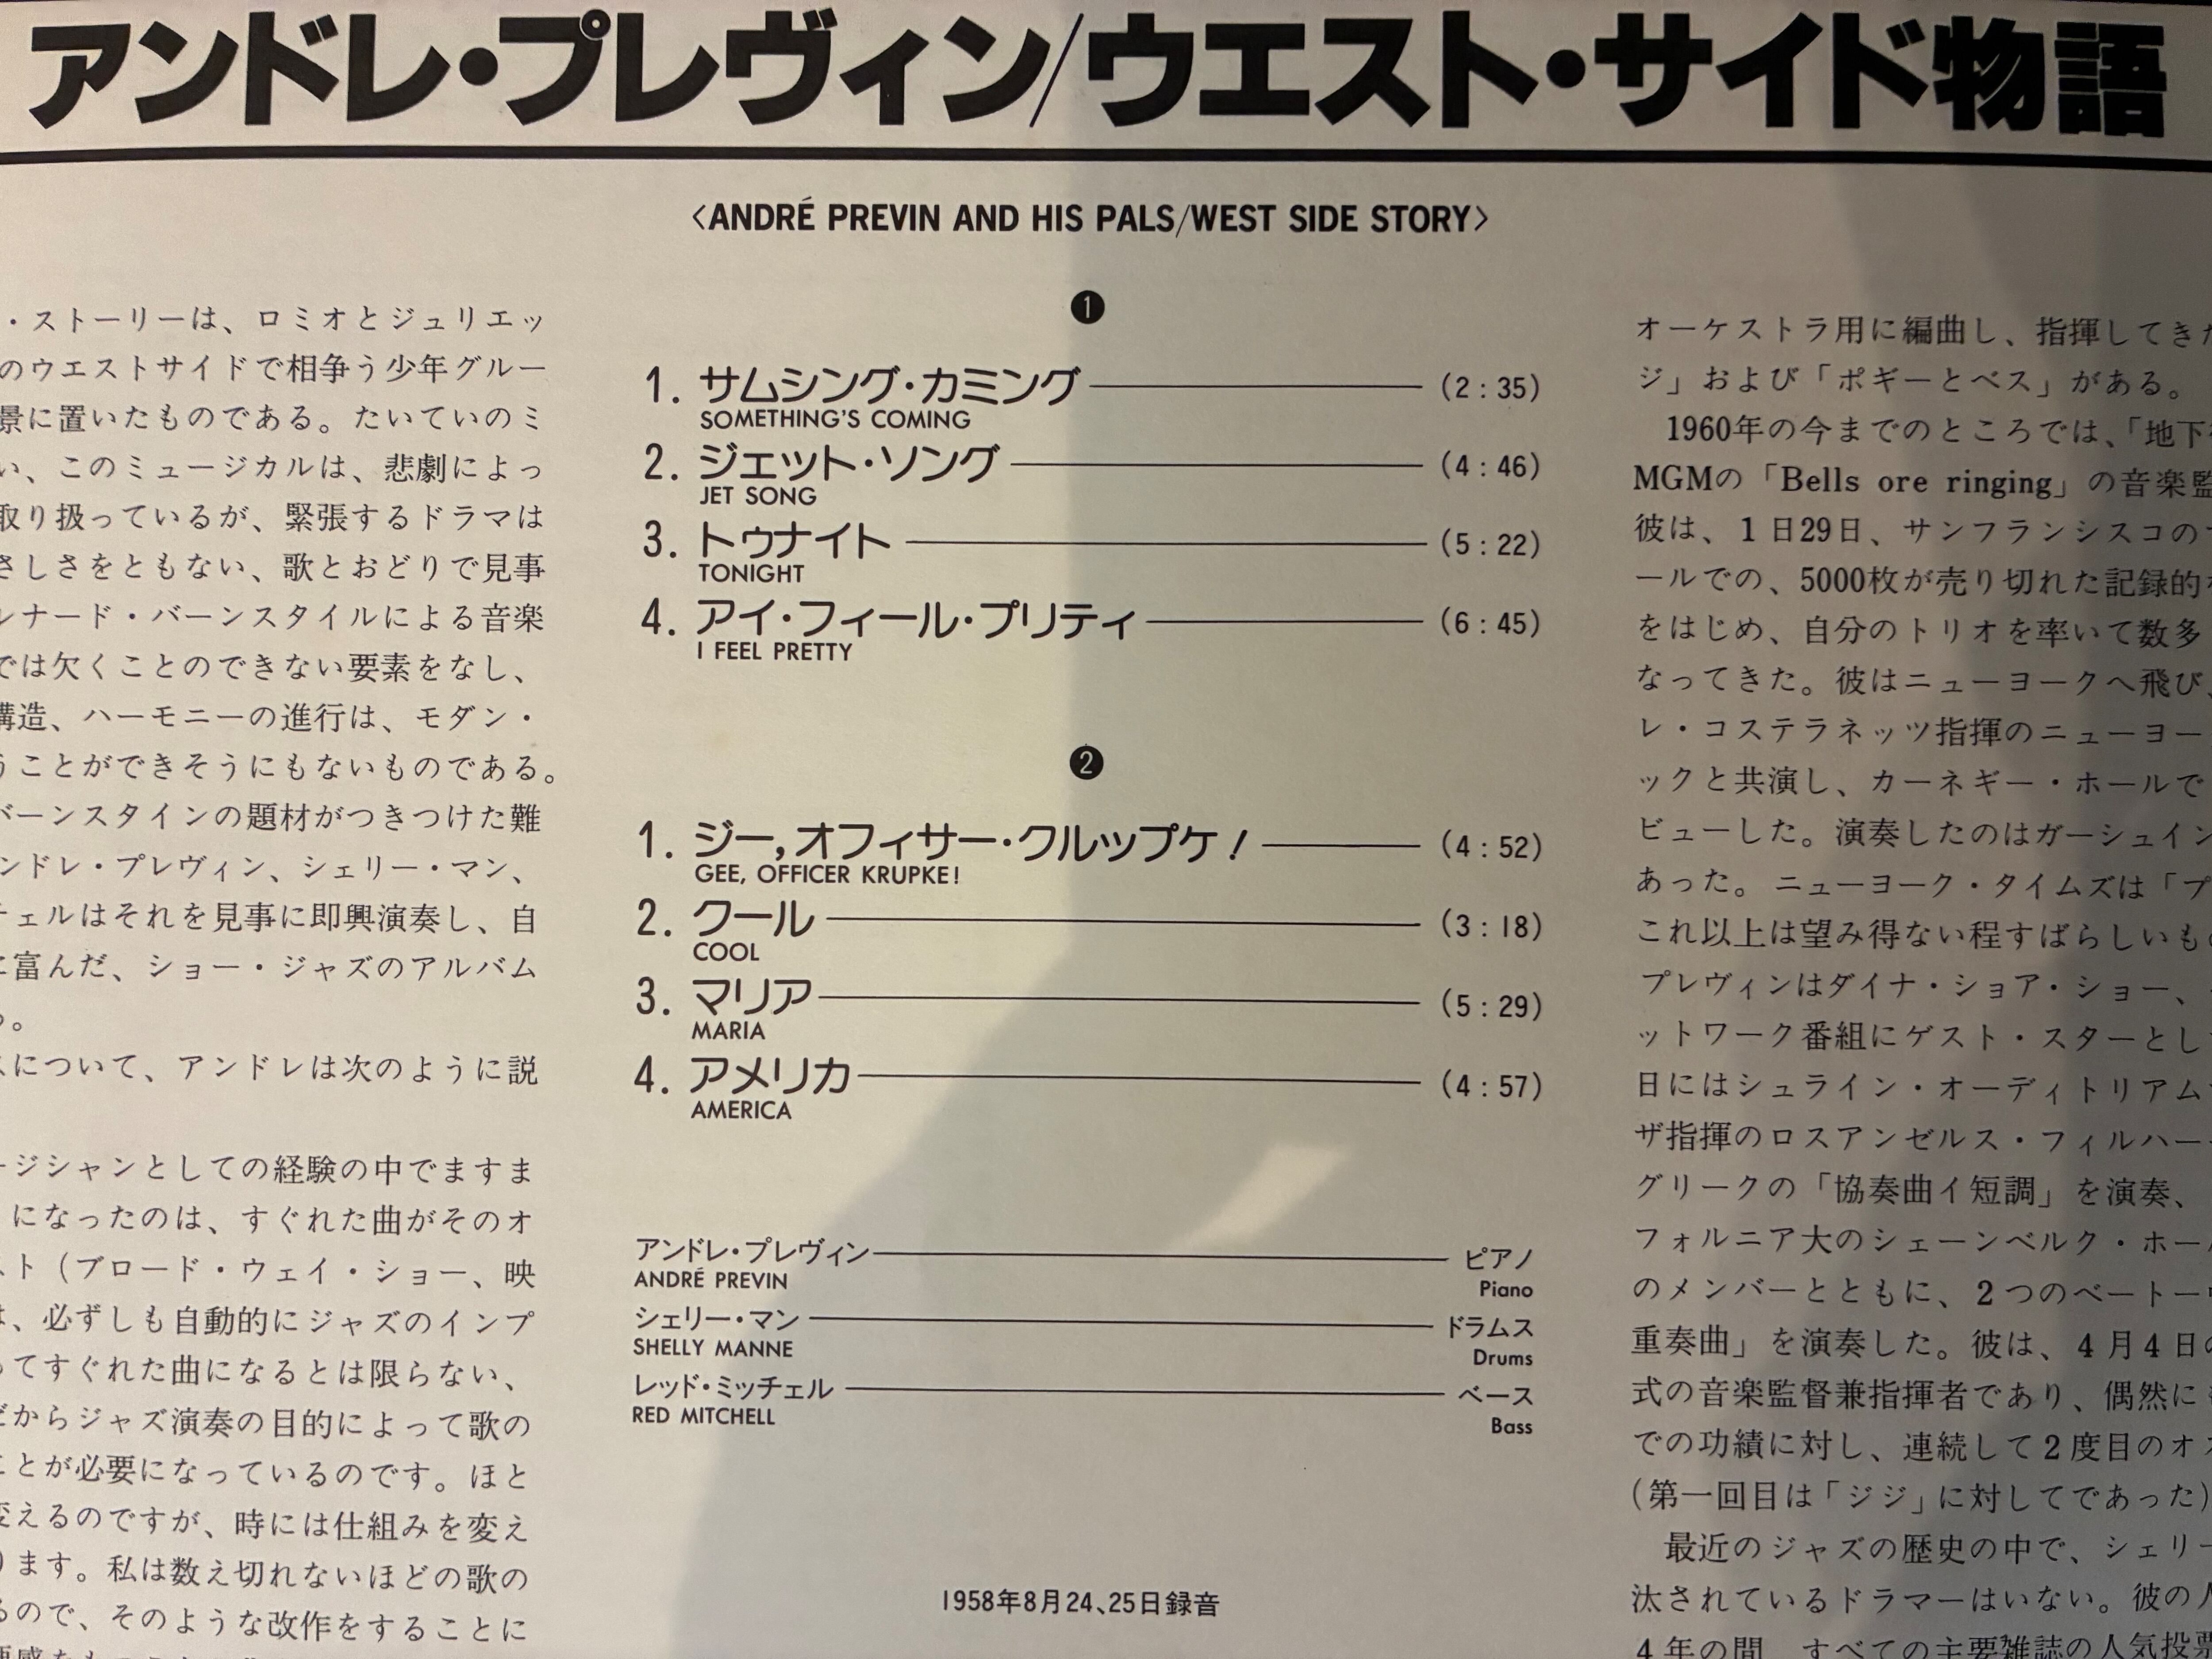 アンドレ・プレヴィン/ウエスト・サイド物語
〈ANDRÉ PREVIN AND HIS PALS/WEST SIDE STORY〉
・ストーリーは、ロミオとジュリエッ
のウエストサイドで相争う少年グルー
景に置いたものである。たいていのミ
い、このミュージカルは、悲劇によっ
取り扱っているが、緊張するドラマは
さしさをともない、歌とおどりで見事
レナード・バーンスタイルによる音楽
では欠くことのできない要素をなし、
構造、ハーモニーの進行は、モダン・
うことができそうにもないものである。
バーンスタインの題材がつきつけた難
ンドレ・プレヴィン、シェリー・マン、
チェルはそれを見事に即興演奏し、自
に富んだ、ショー・ジャズのアルバム
。
スについて、アンドレは次のように説
ージシャンとしての経験の中でますま
になったのは、すぐれた曲がそのオ
スト（ブロード・ウェイ・ショー、映
は、必ずしも自動的にジャズのインプ
ってすぐれた曲になるとは限らない、
だからジャズ演奏の目的によって歌の
ことが必要になっているのです。ほと
変えるのですが、時には仕組みを変え
ります。私は数え切れないほどの歌の
るので、そのような改作をすることに
❶
1. サムシング・カミング (2:35)
SOMETHING'S COMING
2. ジェット・ソング (4:46)
JET SONG
3. トゥナイト (5:22)
TONIGHT
4. アイ・フィール・プリティ (6:45)
I FEEL PRETTY
❷
1. ジー,オフィサー・クルップケ! (4:52)
GEE, OFFICER KRUPKE!
2. クール (3:18)
COOL
3. マリア (5:29)
MARIA
4. アメリカ (4:57)
AMERICA
アンドレ・プレヴィン ピアノ
ANDRÉ PREVIN Piano
シェリー・マン ドラムス
SHELLY MANNE Drums
レッド・ミッチェル ベース
RED MITCHELL Bass
1958年8月24、25日録音
オーケストラ用に編曲し、指揮してきた
ジ」および「ポギーとベス」がある。
1960年の今までのところでは、「地下
MGMの「Bells ore ringing」の音楽監
彼は、1日29日、サンフランシスコの
ールでの、5000枚が売り切れた記録的
をはじめ、自分のトリオを率いて数多
なってきた。彼はニューヨークへ飛び、
レ・コステラネッツ指揮のニューヨー
ックと共演し、カーネギー・ホールで
ビューした。演奏したのはガーシュイン
あった。ニューヨーク・タイムズは「プ
これ以上は望み得ない程すばらしいも
プレヴィンはダイナ・ショア・ショー、
ットワーク番組にゲスト・スターとし
日にはシュライン・オーディトリアム
ザ指揮のロスアンゼルス・フィルハー
グリークの「協奏曲イ短調」を演奏、
フォルニア大のシェーンベルク・ホー
のメンバーとともに、2つのベートー
重奏曲」を演奏した。彼は、4月4日
式の音楽監督兼指揮者であり、偶然に
での功績に対し、連続して2度目のオス
(第一回目は「ジジ」に対してであった)
最近のジャズの歴史の中で、シェリー
汰されているドラマーはいない。彼の
4年の間、すべての主要雑誌の人気投票